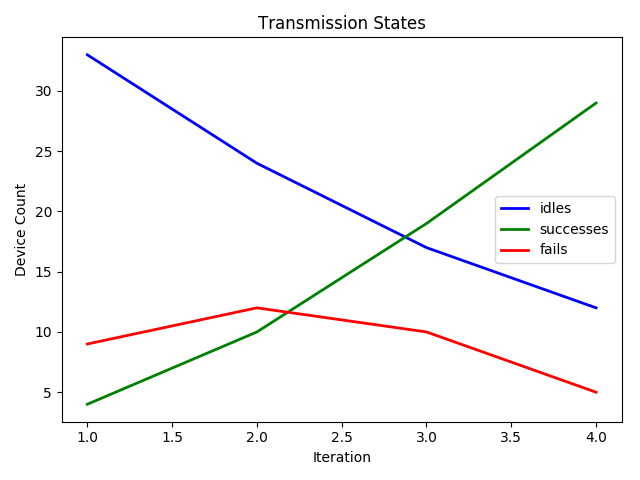 Transmission States
Device Count
30
25
20
15
10
5
idles
successes
fails
1.0 1.5 2.0 2.5 3.0 3.5 4.0
Iteration